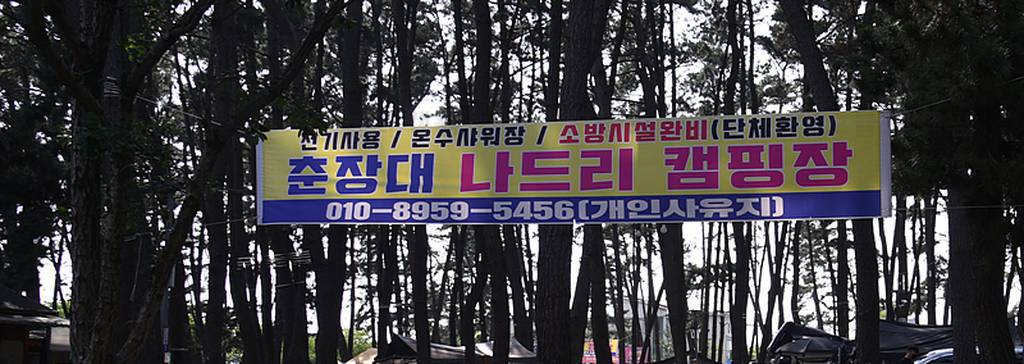 전기사용 / 온수샤워장 / 소방시설완비(단체환영)
춘장대 나드리 캠핑장
010-8959-5456(개인사유지)